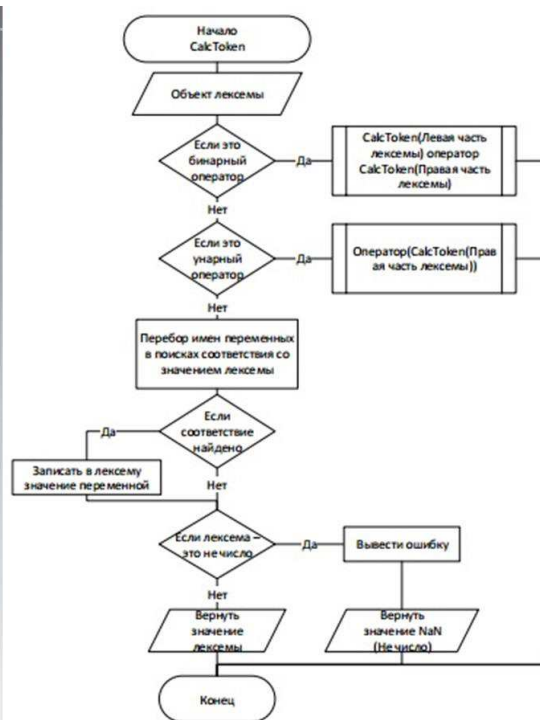 Начало
CalcToken
Объект лексемы
Если это
бинарный
оператор
Да
CalcToken(Левая часть
лексемы) оператор
CalcToken(Правая часть
лексемы)
Нет
Если это
унарный
оператор
Да
Оператор(CalcToken(Прав
ая часть лексемы))
Нет
Перебор имен переменных
в поисках соответствия со
значением лексемы
Если
соответствие
найдено
Да
Записать в лексему
значение переменной
Нет
Если лексема –
это не число
Да
Вывести ошибку
Нет
Вернуть
значение
лексемы
Вернуть
значение NaN
(Не число)
Конец